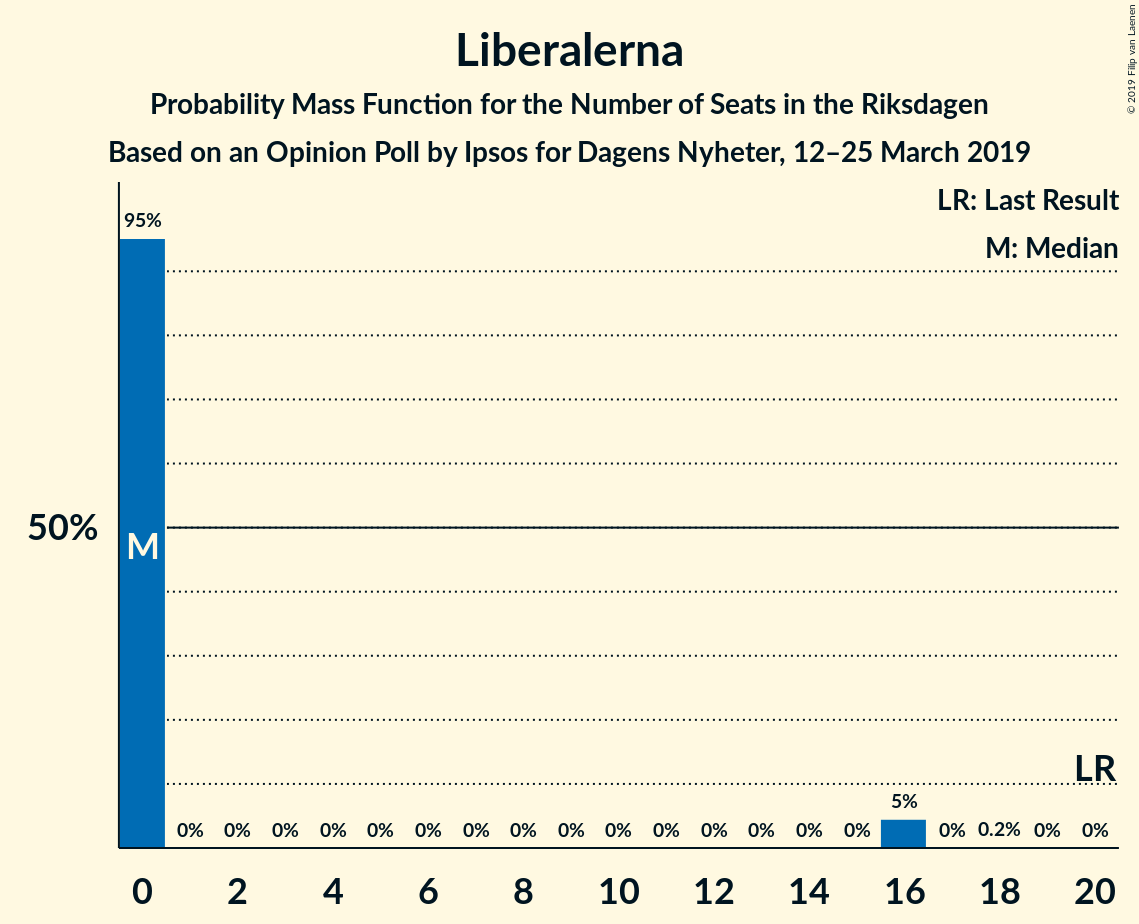 © 2019 Filip van Laenen
Liberalerna
Probability Mass Function for the Number of Seats in the Riksdagen
Based on an Opinion Poll by Ipsos for Dagens Nyheter, 12–25 March 2019
LR: Last Result
M: Median
95%
50%
M
LR
0% 0% 0% 0% 0% 0% 0% 0% 0% 0% 0% 0% 0% 0% 0% 5% 0% 0.2% 0% 0%
0 2 4 6 8 10 12 14 16 18 20